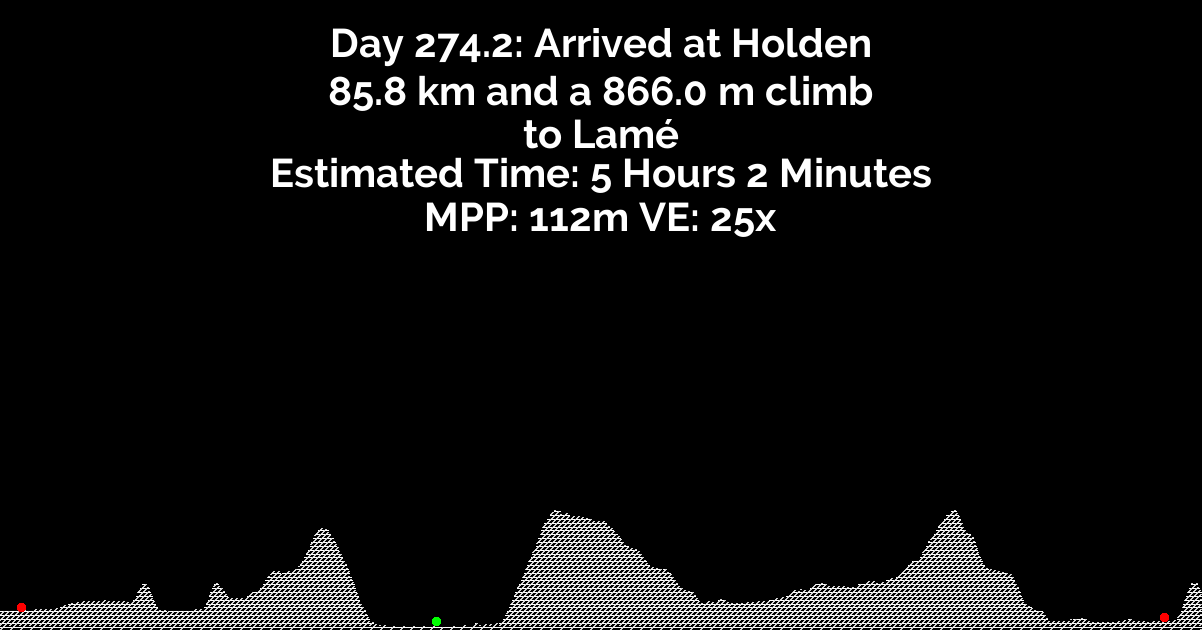 Day 274.2: Arrived at Holden
85.8 km and a 866.0 m climb
to Lamé
Estimated Time: 5 Hours 2 Minutes
MPP: 112m VE: 25x